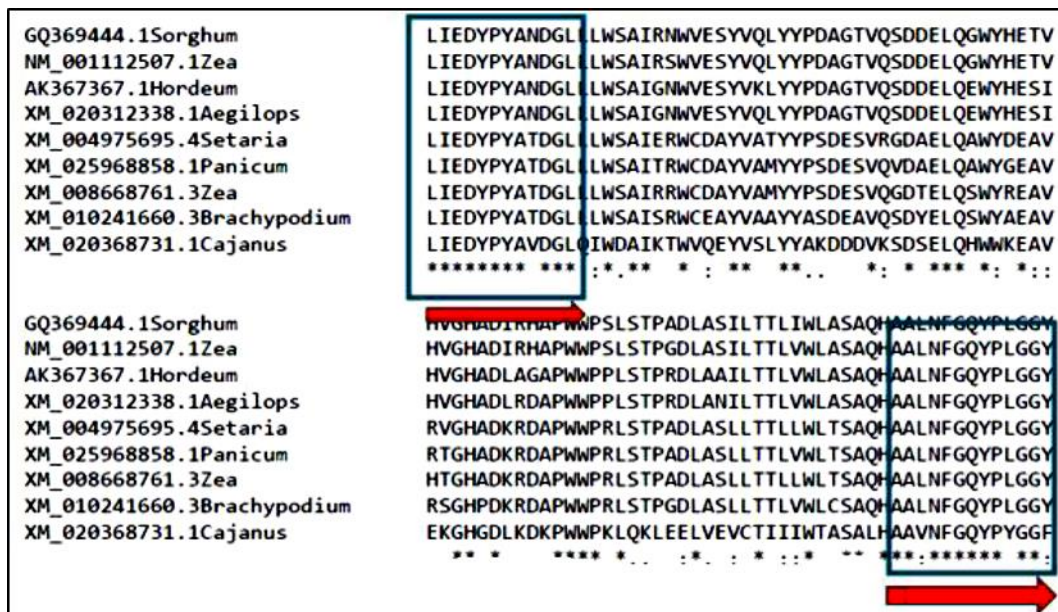 GQ369444.1Sorghum LIEDYPYANDGLLLWSAIRNWVESYVQLYYPDAGTVQSDDELQGWYHETV
NM_001112507.1Zea LIEDYPYANDGLLLWSAIRSWVESYVQLYYPDAGTVQSDDELQGWYHETV
AK367367.1Hordeum LIEDYPYANDGLLLWSAIGNWVESYVKLYYPDAGTVQSDDELQEWYHESI
XM_020312338.1Aegilops LIEDYPYANDGLLLWSAIGNWVESYVQLYYPDAGTVQSDDELQEWYHESI
XM_004975695.4Setaria LIEDYPYATDGLLLWSAIERWCDAYVATYYPSDESVRGDAELQAWYDEAV
XM_025968858.1Panicum LIEDYPYATDGLLLWSAITRWCDAYVAMYYPSDESVQVDAELQAWYGEAV
XM_008668761.3Zea LIEDYPYATDGLLLWSAIRRWCDAYVAMYYPSDESVQGDTELQSWYREAV
XM_010241660.3Brachypodium LIEDYPYATDGLLLWSAISRWCEAYVAAYYASDEAVQSDYELQSWYAEAV
XM_020368731.1Cajanus LIEDYPYAVDGLQIWDAIKTWVQEYVSLYYAKDDDVKSDSELQHWWKEAV
******** *** :*.** * : ** **.. *: * *** *: *::
GQ369444.1Sorghum HVGHADIRHAPWWPSLSTPADLASILTTLIWLASAQHAALNFGQYPLGGY
NM_001112507.1Zea HVGHADIRHAPWWPSLSTPGDLASILTTLVWLASAQHAALNFGQYPLGGY
AK367367.1Hordeum HVGHADLAGAPWWPPLSTPRDLAAILTTLVWLASAQHAALNFGQYPLGGY
XM_020312338.1Aegilops HVGHADLRDAPWWPPLSTPRDLANILTTLVWLASAQHAALNFGQYPLGGY
XM_004975695.4Setaria RVGHADKRDAPWWPRLSTPADLASLLTTLLWLTSAQHAALNFGQYPLGGY
XM_025968858.1Panicum RTGHADKRDAPWWPRLSTPADLASLLTTLVWLTSAQHAALNFGQYPLGGY
XM_008668761.3Zea HTGHADKRDAPWWPRLSTPADLASLLTTLLWLTSAQHAALNFGQYPLGGY
XM_010241660.3Brachypodium RSGHPDKRDAPWWPRLSTPGDLASLLTTLVWLCSAQHAALNFGQYPLGGY
XM_020368731.1Cajanus EKGHGDLKDKPWWPKLQKLEELVEVCTIIIWTASALHAAVNFGQYPYGGF
** * **** *.. :*. : * ::* ** ***:****** **: